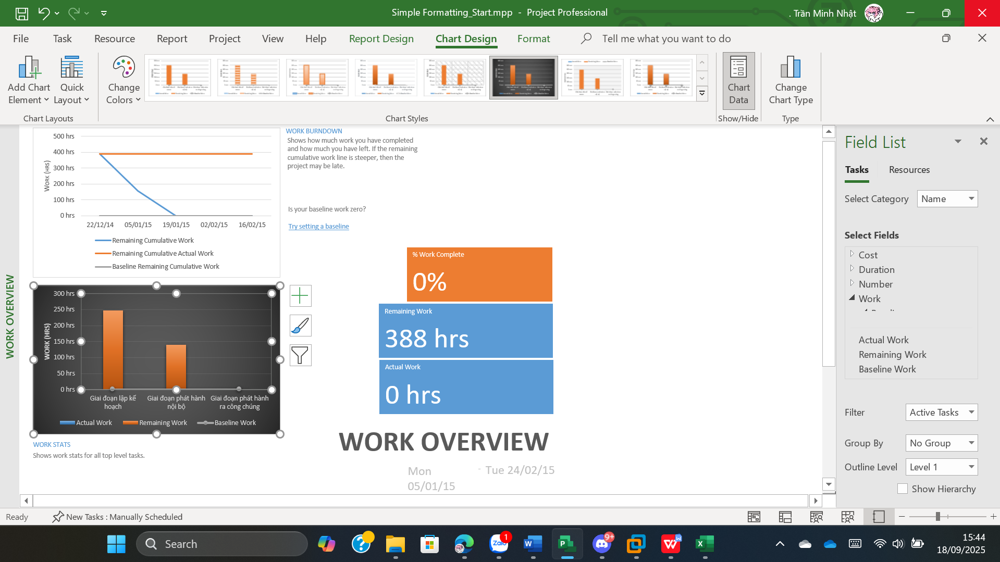 Simple Formatting_Start.mpp - Project Professional
. Trần Minh Nhật
File Task Resource Report Project View Help Report Design Chart Design Format Tell me what you want to do
Add Chart Element
Quick Layout
Change Colors
Chart Data
Change Chart Type
Chart Layouts
Chart Styles
Show/Hide
Type
WORK OVERVIEW
500 hrs
400 hrs
300 hrs
200 hrs
100 hrs
0 hrs
WORK (HRS)
22/12/14 05/01/15 19/01/15 02/02/15 16/02/15
Remaining Cumulative Work
Remaining Cumulative Actual Work
Baseline Remaining Cumulative Work
WORK BURNDOWN
Shows how much work you have completed
and how much you have left. If the remaining
cumulative work line is steeper, then the
project may be late.
Is your baseline work zero?
Try setting a baseline
% Work Complete
0%
Remaining Work
388 hrs
Actual Work
0 hrs
300 hrs
250 hrs
200 hrs
150 hrs
100 hrs
50 hrs
0 hrs
WORK (HRS)
Giai đoạn lập kế hoạch
Giai đoạn phát hành nội bộ
Giai đoạn phát hành ra công chúng
Actual Work Remaining Work Baseline Work
WORK STATS
Shows work stats for all top level tasks.
WORK OVERVIEW
Mon 05/01/15 - Tue 24/02/15
Field List
Tasks Resources
Select Category Name
Select Fields
Cost
Duration
Number
Work
Actual Work
Remaining Work
Baseline Work
Filter Active Tasks
Group By No Group
Outline Level Level 1
Show Hierarchy
Ready New Tasks : Manually Scheduled
Search
Zalo
1
9+
15:44
18/09/2025